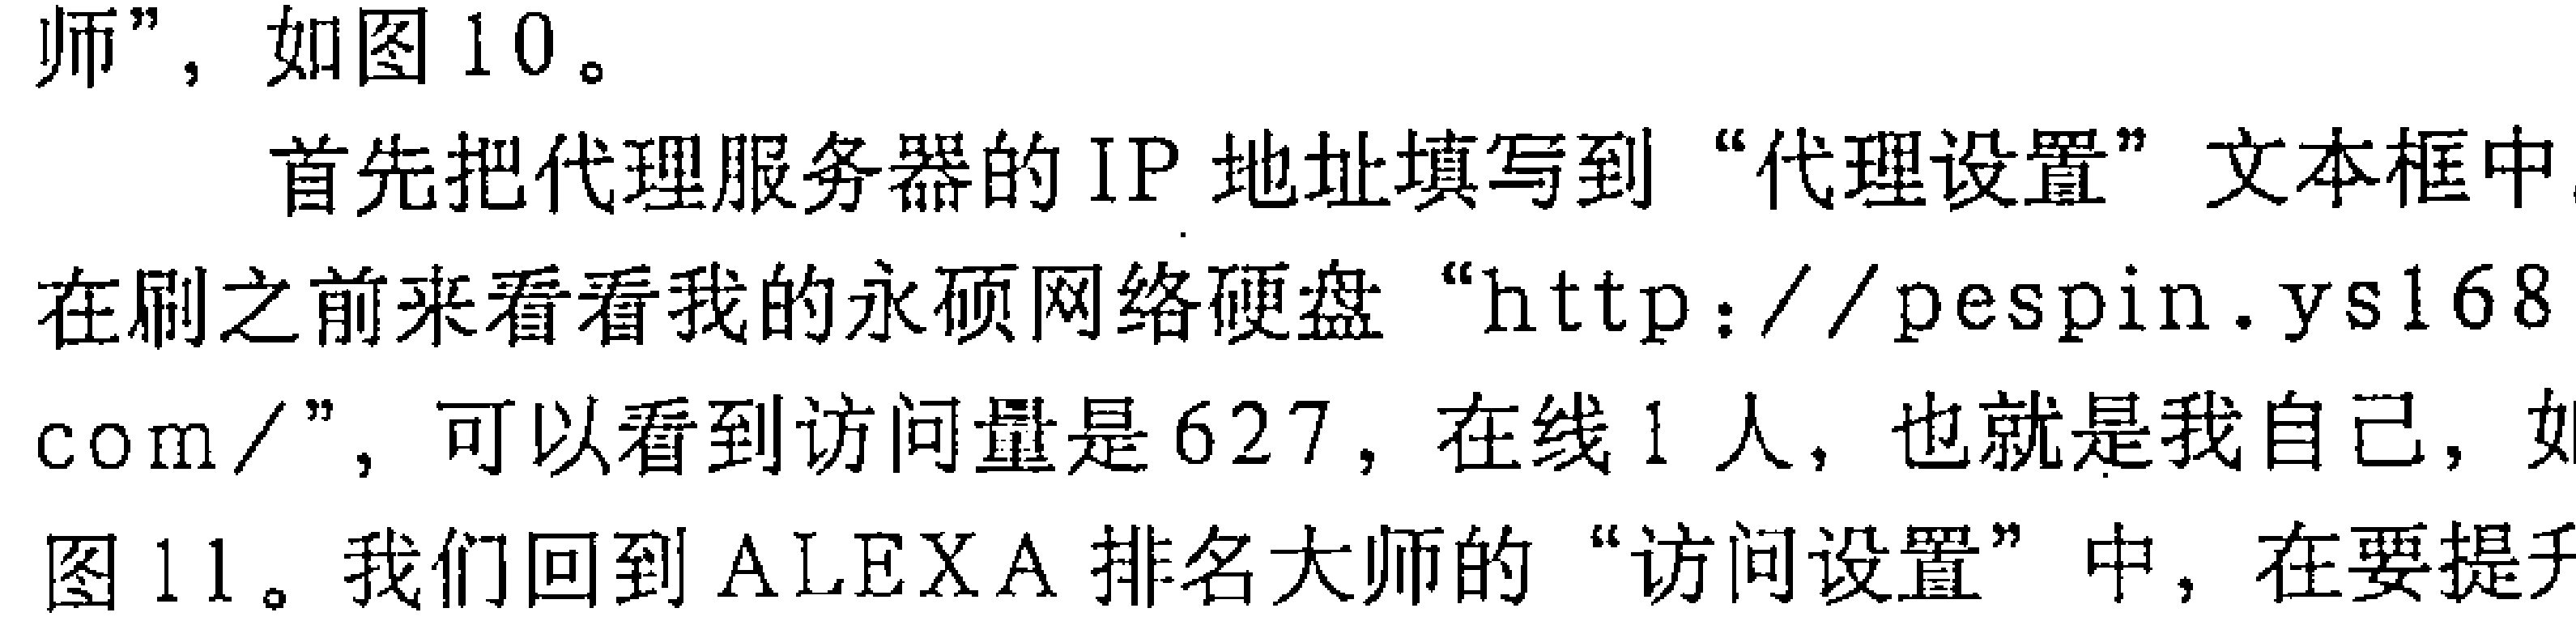 师”，如图10。
首先把代理服务器的IP地址填写到“代理设置”文本框中
在刷之前来看看我的永硕网络硬盘“http://pespin.ys168
com/”，可以看到访问量是627，在线1人，也就是我自己，如
图11。我们回到ALEXA排名大师的“访问设置”中，在要提升